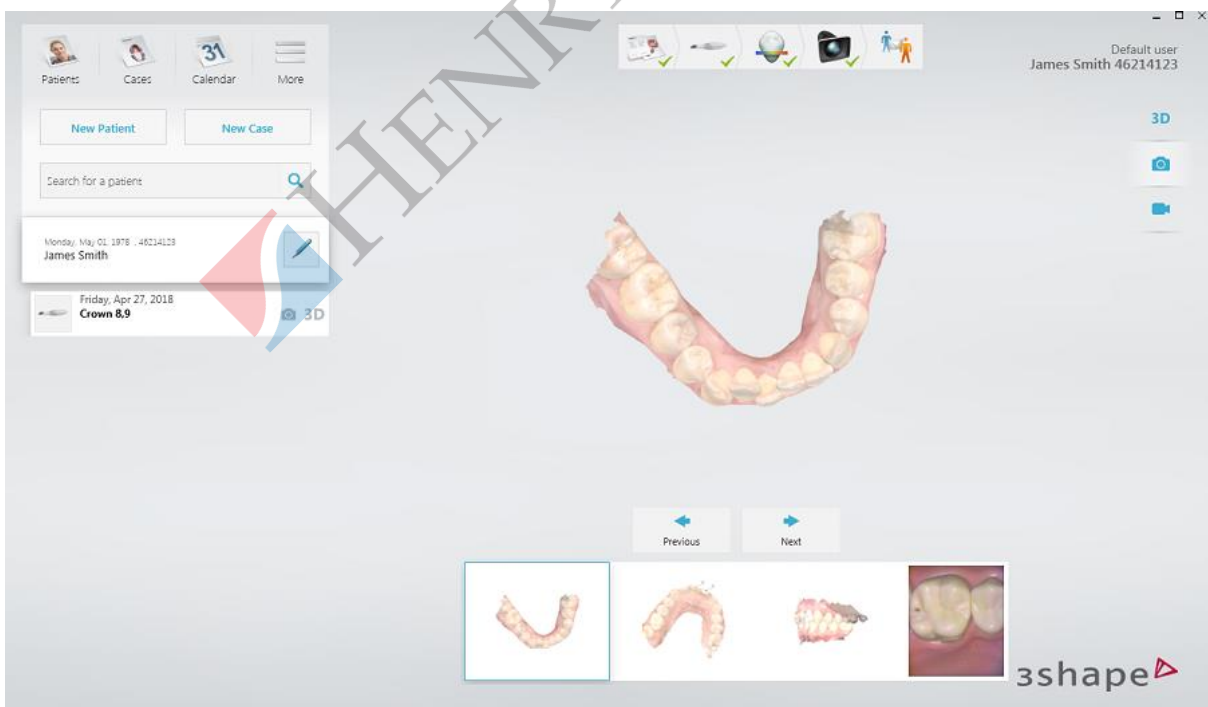 Patients
Cases
31
Calendar
More
New Patient
New Case
Search for a patient
Monday, May 01, 1978 , 46214123
James Smith
Friday, Apr 27, 2018
Crown 8,9
3D
HENR
Default user
James Smith 46214123
3D
Previous
Next
3shape